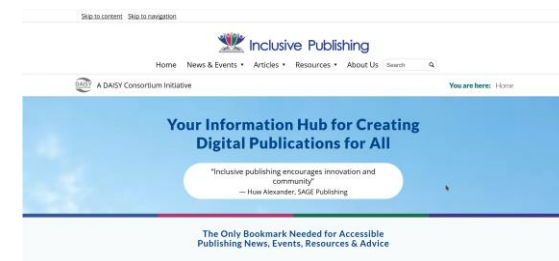 Skip to content Skip to navigation
Inclusive Publishing
Home News & Events Articles Resources About Us Search
DAISY A DAISY Consortium Initiative You are here: Home
Your Information Hub for Creating
Digital Publications for All
"Inclusive publishing encourages innovation and
community"
— Huw Alexander, SAGE Publishing
The Only Bookmark Needed for Accessible
Publishing News, Events, Resources & Advice